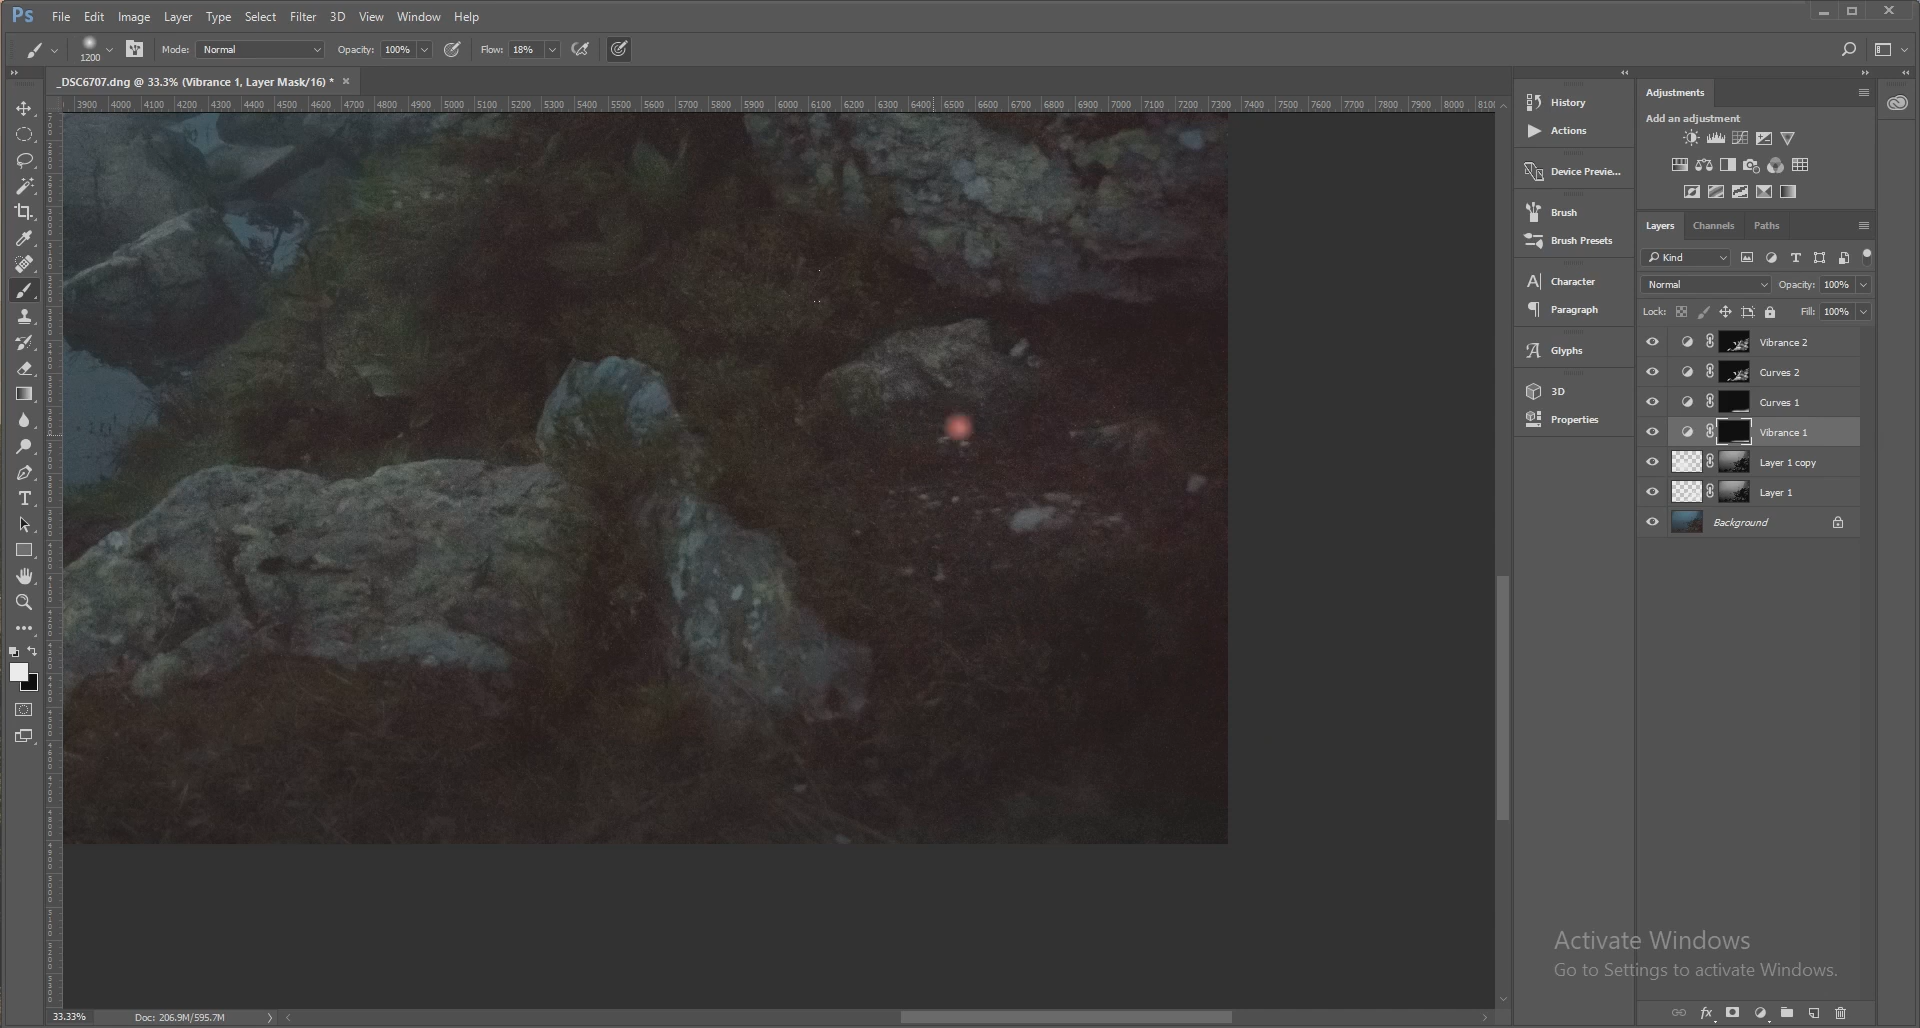 Ps File Edit Image Layer Type Select Filter 3D View Window Help
1200 Mode: Normal Opacity: 100% Flow: 18%
_DSC6707.dng @ 33.3% (Vibrance 1, Layer Mask/16) *
3900 4000 4100 4200 4300 4400 4500 4600 4700 4800 4900 5000 5100 5200 5300 5400 5500 5600 5700 5800 5900 6000 6100 6200 6300 6400 6500 6600 6700 6800 6900 7000 7100 7200 7300 7400 7500 7600 7700 7800 7900 8000 8100
History
Actions
Device Previe...
Brush
Brush Presets
Character
Paragraph
Glyphs
3D
Properties
Adjustments
Add an adjustment
Layers Channels Paths
Kind
Normal Opacity: 100%
Lock: Fill: 100%
Vibrance 2
Curves 2
Curves 1
Vibrance 1
Layer 1 copy
Layer 1
Background
Activate Windows
Go to Settings to activate Windows.
33.33% Doc: 206.9M/595.7M
fx